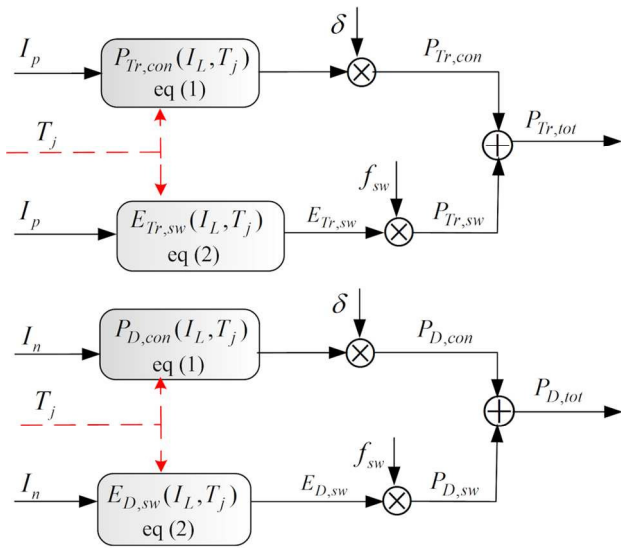 δ
I_p
P_{Tr,con}(I_L,T_j)
eq (1)
P_{Tr,con}
T_j
P_{Tr,tot}
I_p
E_{Tr,sw}(I_L,T_j)
eq (2)
E_{Tr,sw}
f_{sw}
P_{Tr,sw}
δ
I_n
P_{D,con}(I_L,T_j)
eq (1)
P_{D,con}
T_j
P_{D,tot}
I_n
E_{D,sw}(I_L,T_j)
eq (2)
E_{D,sw}
f_{sw}
P_{D,sw}